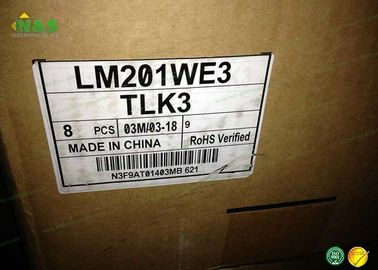 N&S
LM201WE3
TLK3
8 PCS 03M/03-18 9
MADE IN CHINA RoHS Verified
N3F9AT01403MB 621